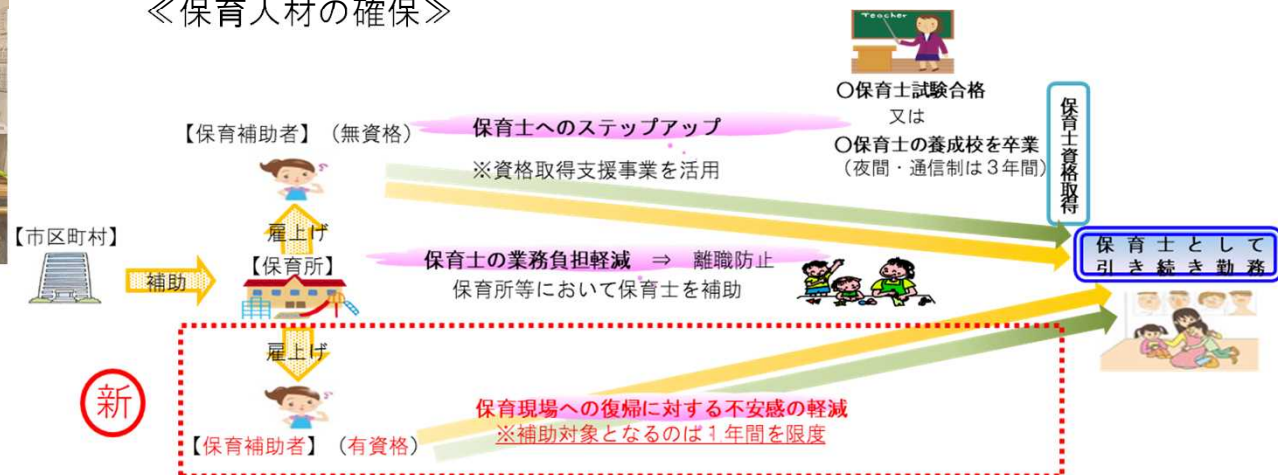 ≪保育人材の確保≫
Teacher
〇保育士試験合格
又は
〇保育士の養成校を卒業
（夜間・通信制は３年間）
保育士資格取得
【保育補助者】（無資格）
保育士へのステップアップ
※資格取得支援事業を活用
【市区町村】
補助
雇上げ
【保育所】
保育士の業務負担軽減 ⇒ 離職防止
保育所等において保育士を補助
保育士として
引き続き勤務
雇上げ
新
【保育補助者】（有資格）
保育現場への復帰に対する不安感の軽減
※補助対象となるのは１年間を限度